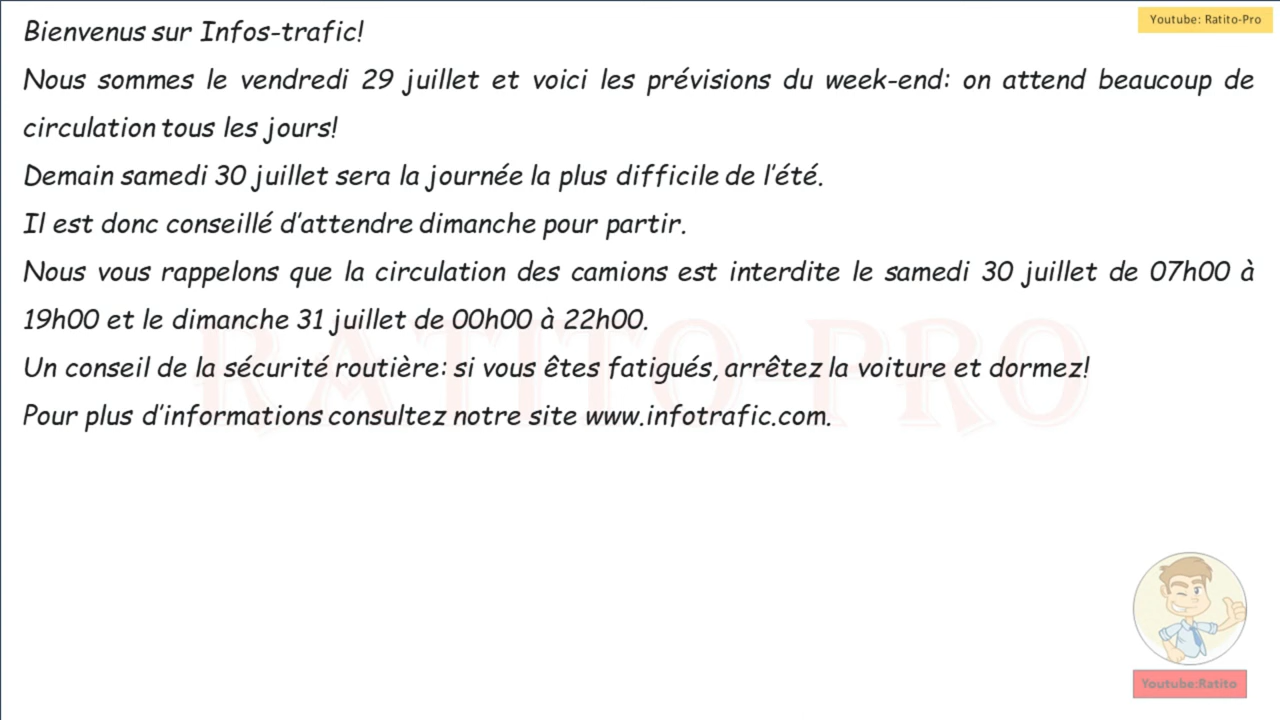 Youtube: Ratito-Pro
Bienvenus sur Infos-trafic!
Nous sommes le vendredi 29 juillet et voici les prévisions du week-end: on attend beaucoup de
circulation tous les jours!
Demain samedi 30 juillet sera la journée la plus difficile de l'été.
Il est donc conseillé d'attendre dimanche pour partir.
Nous vous rappelons que la circulation des camions est interdite le samedi 30 juillet de 07h00 à
19h00 et le dimanche 31 juillet de 00h00 à 22h00.
Un conseil de la sécurité routière: si vous êtes fatigués, arrêtez la voiture et dormez!
Pour plus d'informations consultez notre site www.infotrafic.com.
RATITO-PRO
Youtube:Ratito